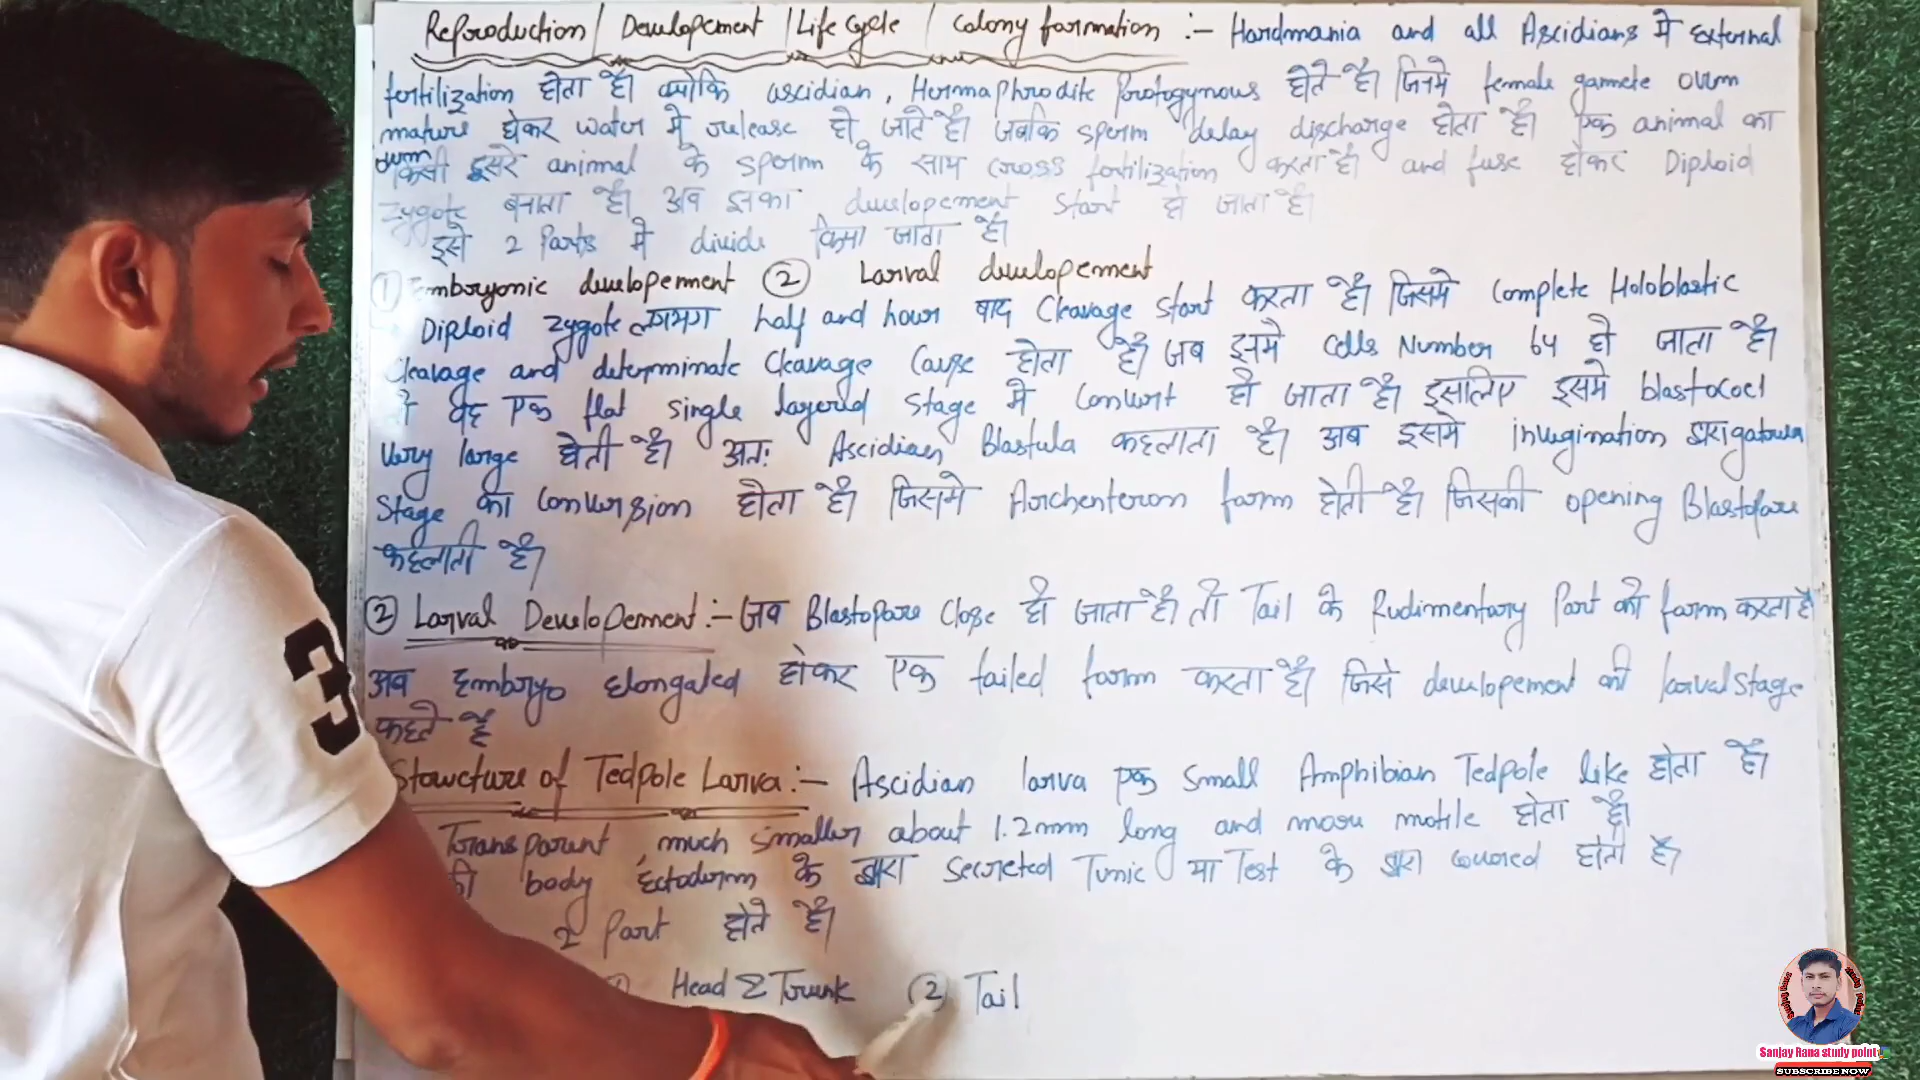 Reproduction / Developement / Life Cycle / Colony formation :- Hardmania and all Ascidians मे External
fertilization होता है। क्योकि ascidian, Hermaphrodite Protogynous होते है। जिनमे female gamete ovum
mature होकर water मे release हो जाते है। जबकि sperm delay discharge होता है। एक animal का
ovum किसी दूसरे animal के sperm के साथ cross fertilization करता है। and fuse होकर Diploid
Zygote बनाता है। अब इसका developement start हो जाता है।
इसे 2 Parts मे divide किया जाता है।
① Embryonic developement ② Larval developement
Diploid zygote लगभग half and hour बाद Cleavage start करता है। जिसमे Complete Holoblastic
Cleavage and determinate Cleavage होता है। जब इसमे Cells Number 64 हो जाता है।
वह एक flat single layered stage मे convert हो जाता है। इसलिए इसमे blastocoel
Very large होती है। अतः Ascidian Blastula कहलाता है। अब इसमे invegination द्वारा gatrula
Stage का Conversion होता है। जिसमे Archenteron form होती है। जिसकी opening Blastopore
कहलाती है।
② Larval Developement :- जब Blastopore Close हो जाता है। तो Tail के Rudimentary Part को form करता है
अब Embryo Elongated होकर एक tailed form करता है। जिसे developement की larval stage
कहते है
Structure of Tedpole Larva :- Ascidian larva एक small Amphibian Tedpole like होता है।
Transparent, much smaller about 1.2mm long and more motile होता है।
की body Ectoderm के द्वारा secreted Tunic या Test के द्वारा covered होती है
2 Part होते है।
Head & Trunk ② Tail
3
Sanjay Rana study point
SUBSCRIBE NOW